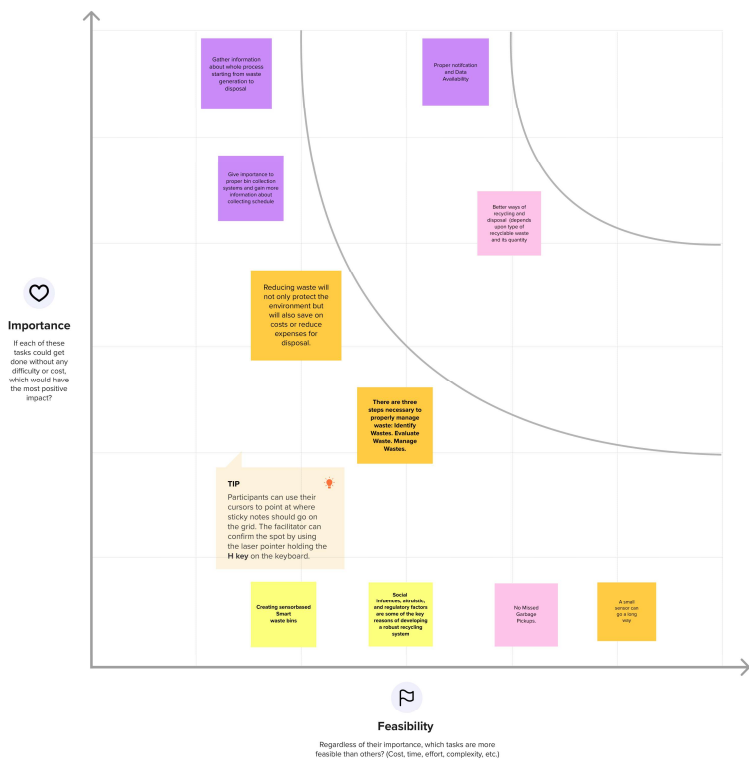 Gather information
about whole process
starting from waste
generation to
disposal
Proper notifcation
and Data
Availability
Give importance to
proper bin collection
systems and gain more
information about
collecting schedule
Better ways of
recycling and
disposal (depends
upon type of
recyclable waste
and its quantity
Reducing waste will
not only protect the
environment but
will also save on
costs or reduce
expenses for
disposal.
Importance
If each of these
tasks could get
done without any
difficulty or cost,
which would have
the most positive
impact?
There are three
steps necessary to
properly manage
waste: Identify
Wastes. Evaluate
Waste. Manage
Wastes.
TIP
Participants can use their
cursors to point at where
sticky notes should go on
the grid. The facilitator can
confirm the spot by using
the laser pointer holding the
H key on the keyboard.
Creating sensorbased
Smart
waste bins
Social
influences, altruistic,
and regulatory factors
are some of the key
reasons of developing
a robust recycling
system
No Missed
Garbage
Pickups.
A small
sensor can
go a long
way
Feasibility
Regardless of their importance, which tasks are more
feasible than others? (Cost, time, effort, complexity, etc.)